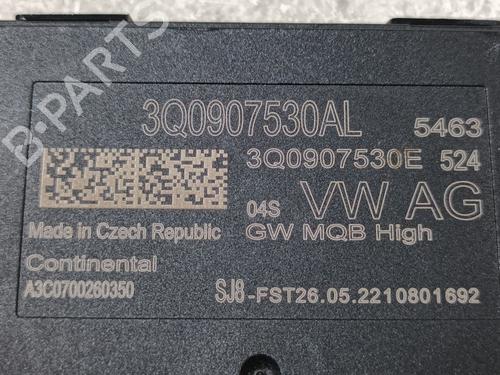 3Q0907530AL 5463
3Q0907530E 524
04S VW AG
Made in Czech Republic GW MQB High
Continental
A3C0700260350 SJ8-FST26.05.2210801692
B-PARTS